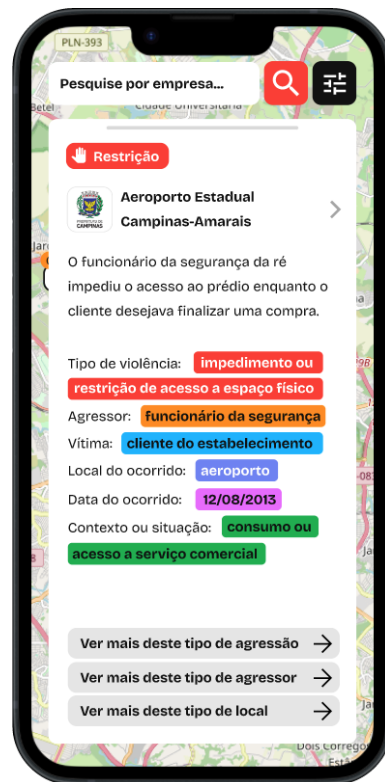 PLN-393
Pesquise por empresa...
Betel
Cidade Universitária
Restrição
Aeroporto Estadual
Campinas-Amarais
CAMPINAS
O funcionário da segurança da ré
impediu o acesso ao prédio enquanto o
cliente desejava finalizar uma compra.
Tipo de violência: impedimento ou
restrição de acesso a espaço físico
Agressor: funcionário da segurança
Vítima: cliente do estabelecimento
Local do ocorrido: aeroporto
Data do ocorrido: 12/08/2013
Contexto ou situação: consumo ou
acesso a serviço comercial
Ver mais deste tipo de agressão
Ver mais deste tipo de agressor
Ver mais deste tipo de local
Dois Córregos